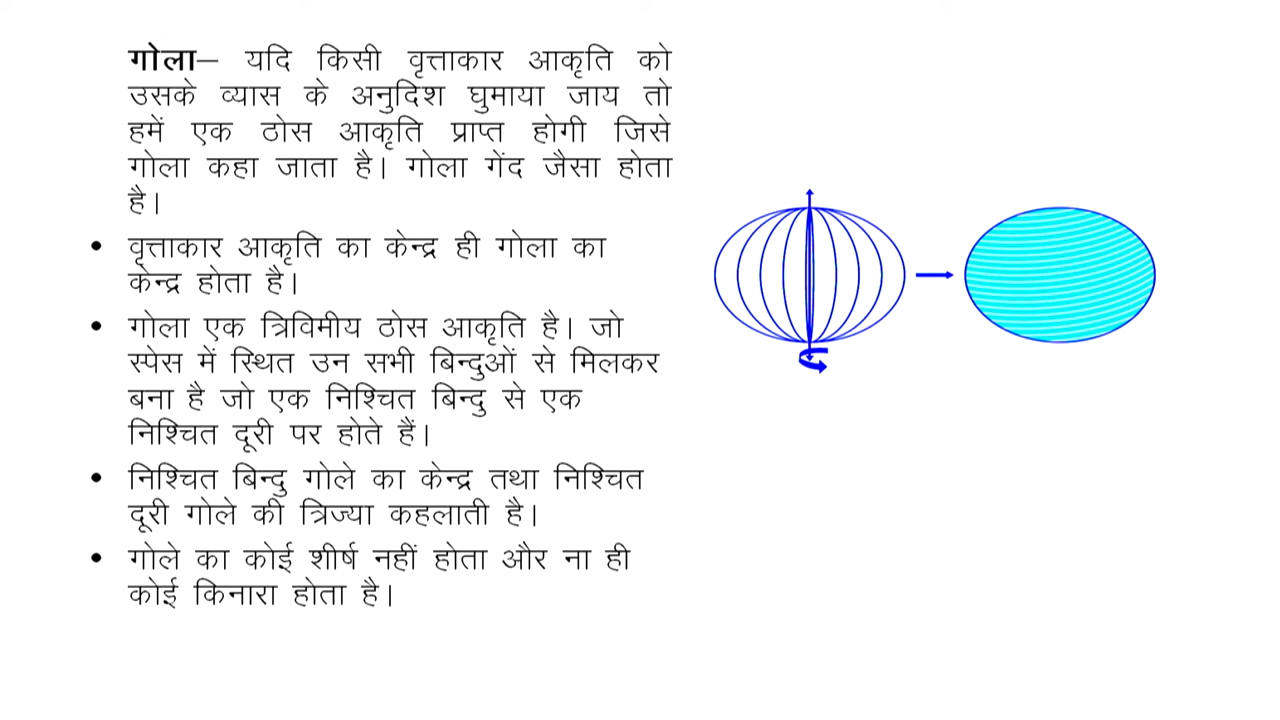 गोला– यदि किसी वृत्ताकार आकृति को
उसके व्यास के अनुदिश घुमाया जाय तो
हमें एक ठोस आकृति प्राप्त होगी जिसे
गोला कहा जाता है। गोला गेंद जैसा होता
है।
• वृत्ताकार आकृति का केन्द्र ही गोला का
केन्द्र होता है।
• गोला एक त्रिविमीय ठोस आकृति है। जो
स्पेस में स्थित उन सभी बिन्दुओं से मिलकर
बना है जो एक निश्चित बिन्दु से एक
निश्चित दूरी पर होते हैं।
• निश्चित बिन्दु गोले का केन्द्र तथा निश्चित
दूरी गोले की त्रिज्या कहलाती है।
• गोले का कोई शीर्ष नहीं होता और ना ही
कोई किनारा होता है।